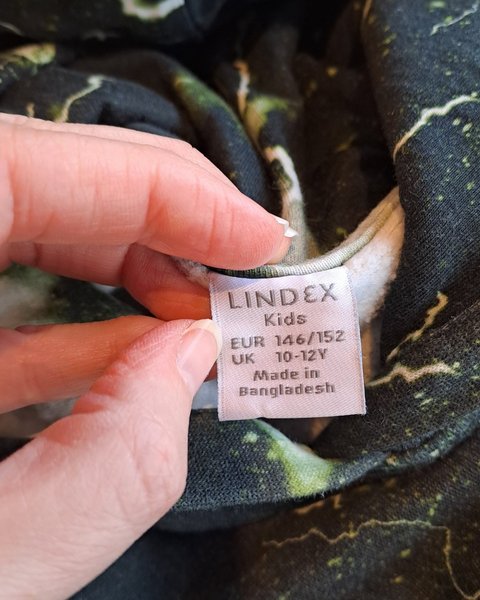 LINDEX
Kids
EUR 146/152
UK 10-12Y
Made in
Bangladesh